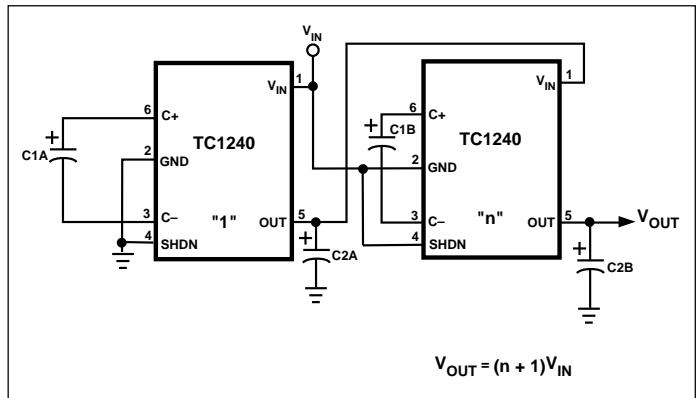 V_IN
1
V_IN
6
C+
TC1240
C1A
2
GND
3
C–
"1"
OUT
5
4
SHDN
C2A
1
V_IN
6
C+
TC1240
C1B
2
GND
3
C–
"n"
OUT
5
V_OUT
4
SHDN
C2B
V_OUT = (n + 1)V_IN